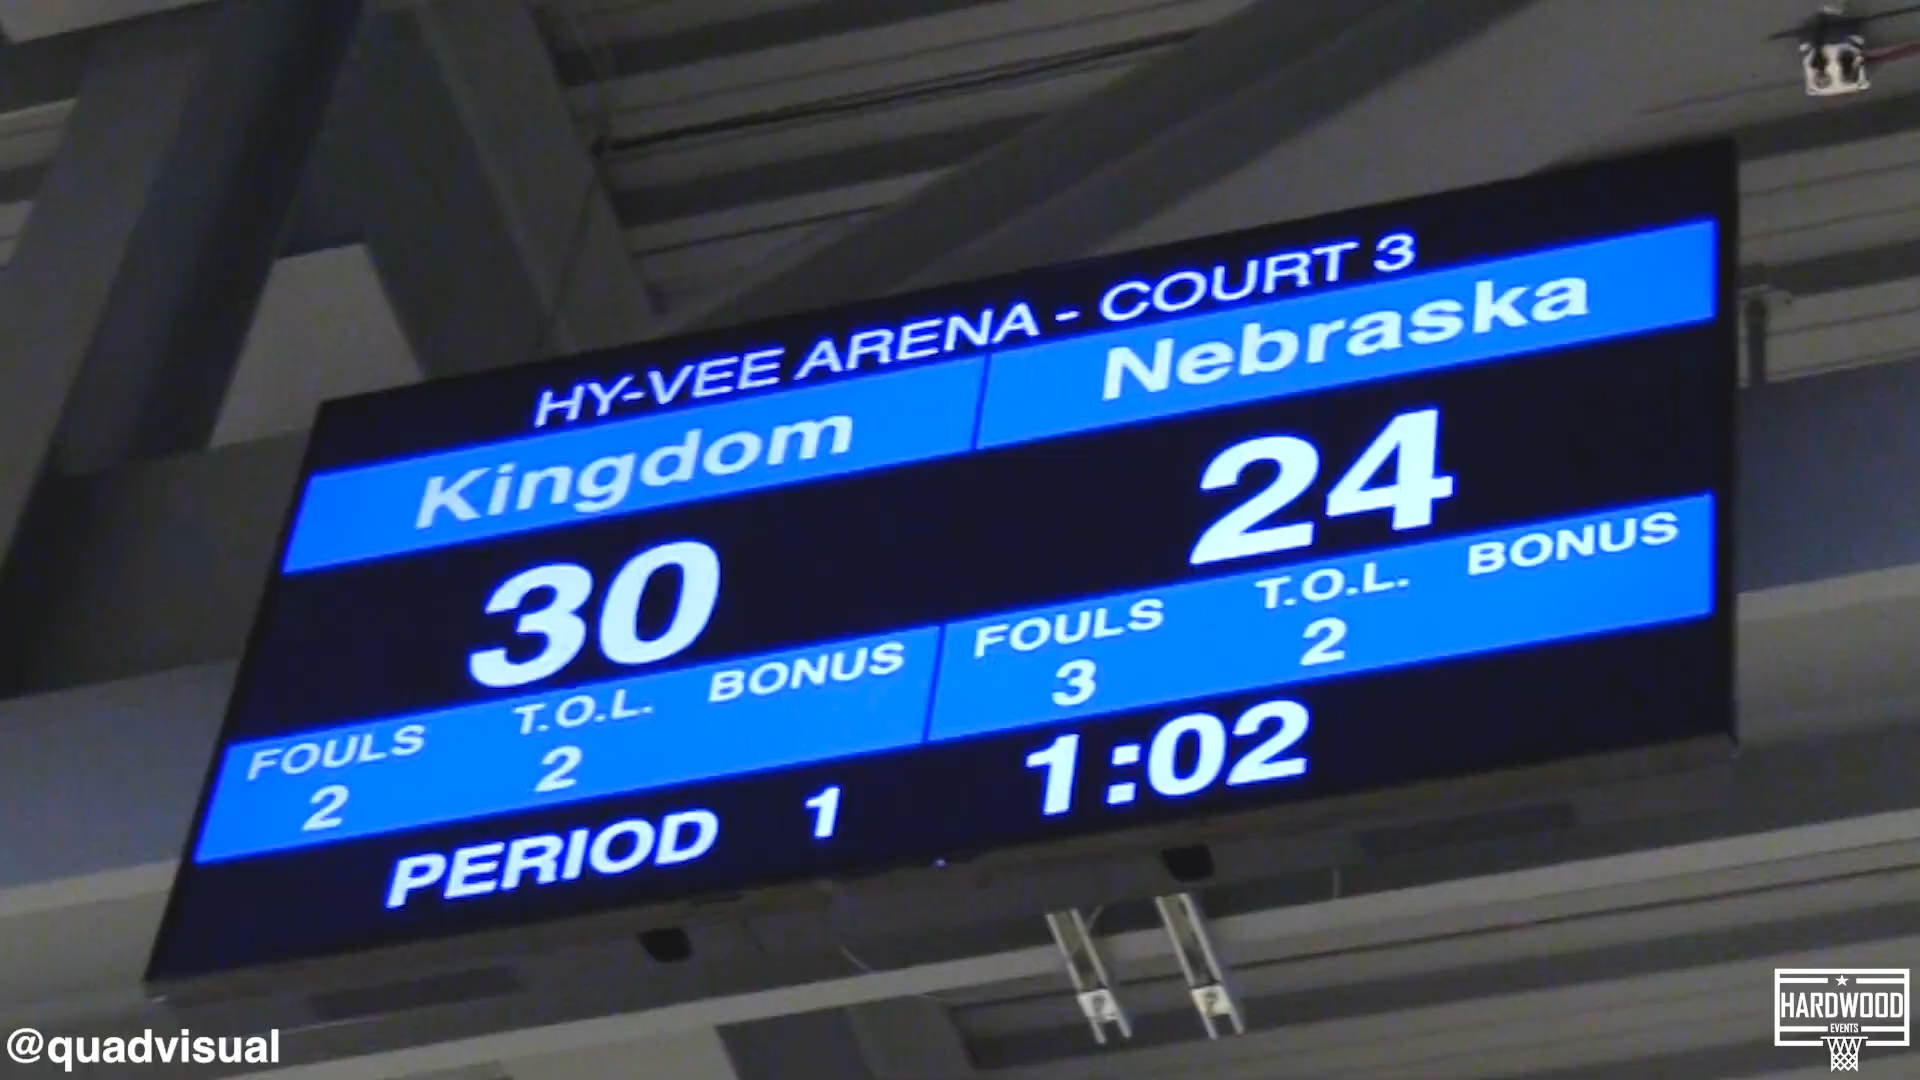 HY-VEE ARENA - COURT 3
Kingdom Nebraska
30 24
FOULS T.O.L. BONUS FOULS T.O.L. BONUS
2 2 3 2
PERIOD 1 1:02
@quadvisual
HARDWOOD
EVENTS